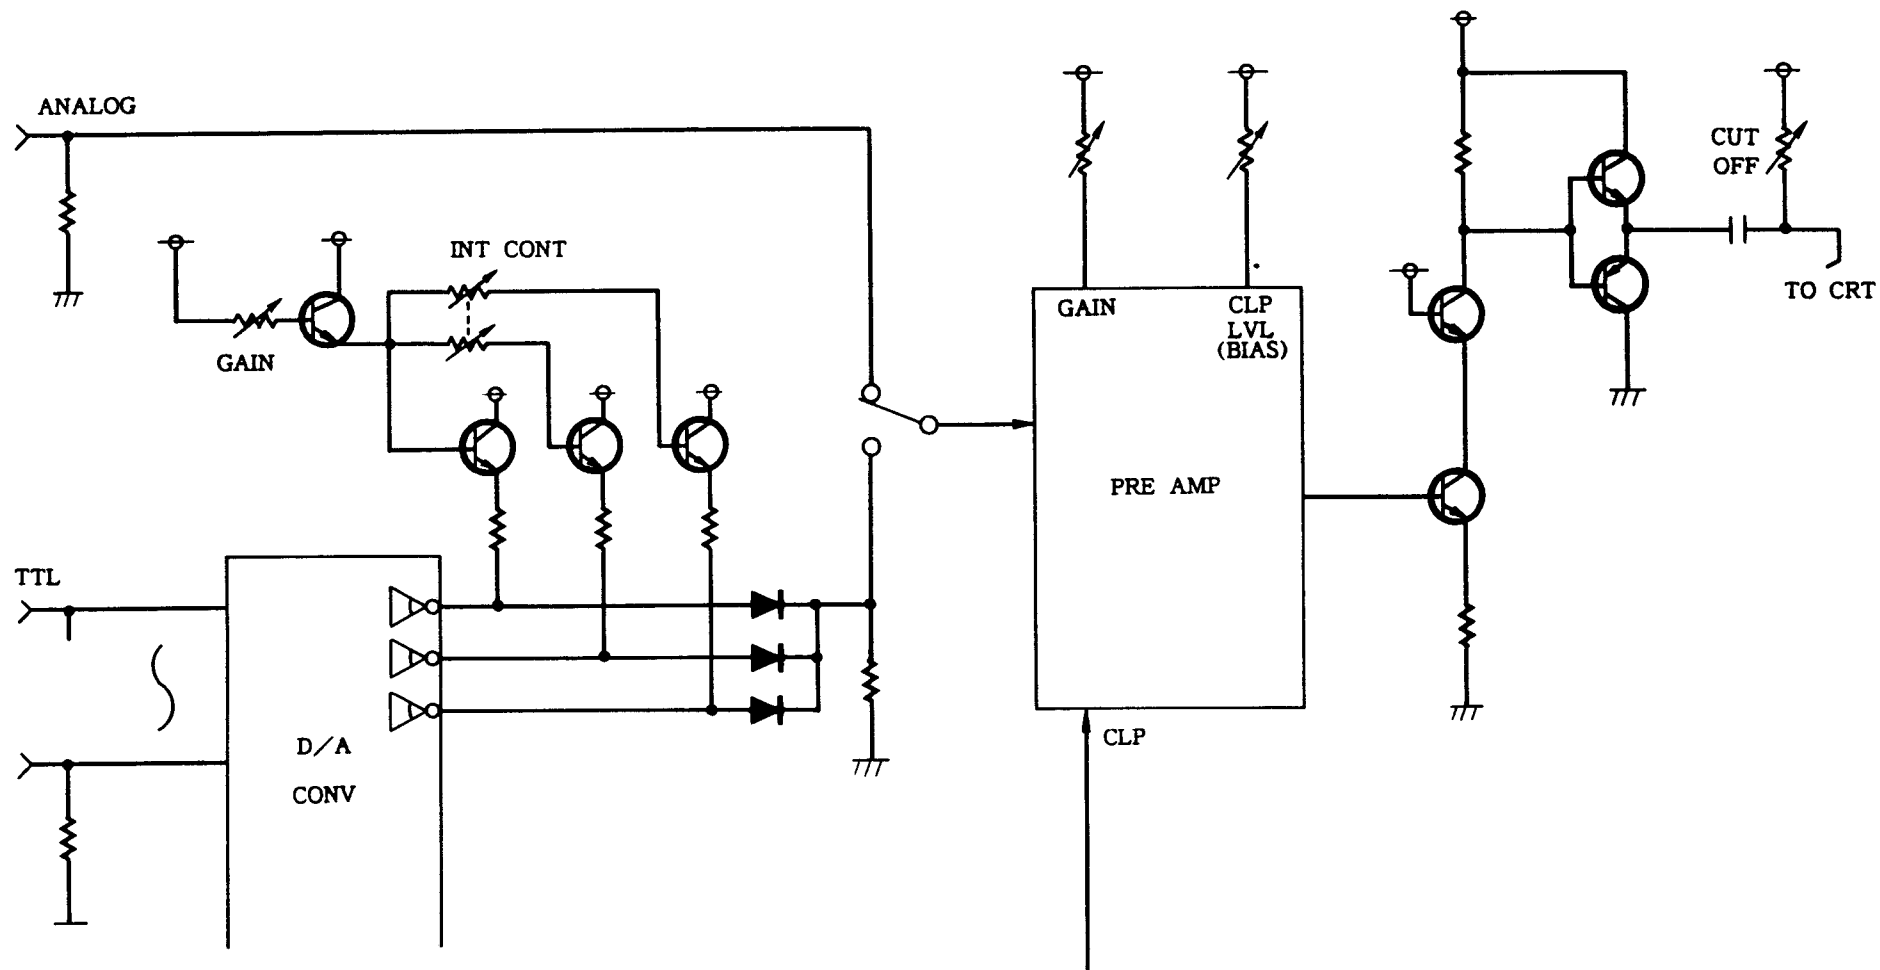 ANALOG
INT CONT
GAIN
TTL
D/A
CONV
GAIN
CLP
LVL
(BIAS)
PRE AMP
CLP
CUT
OFF
TO CRT